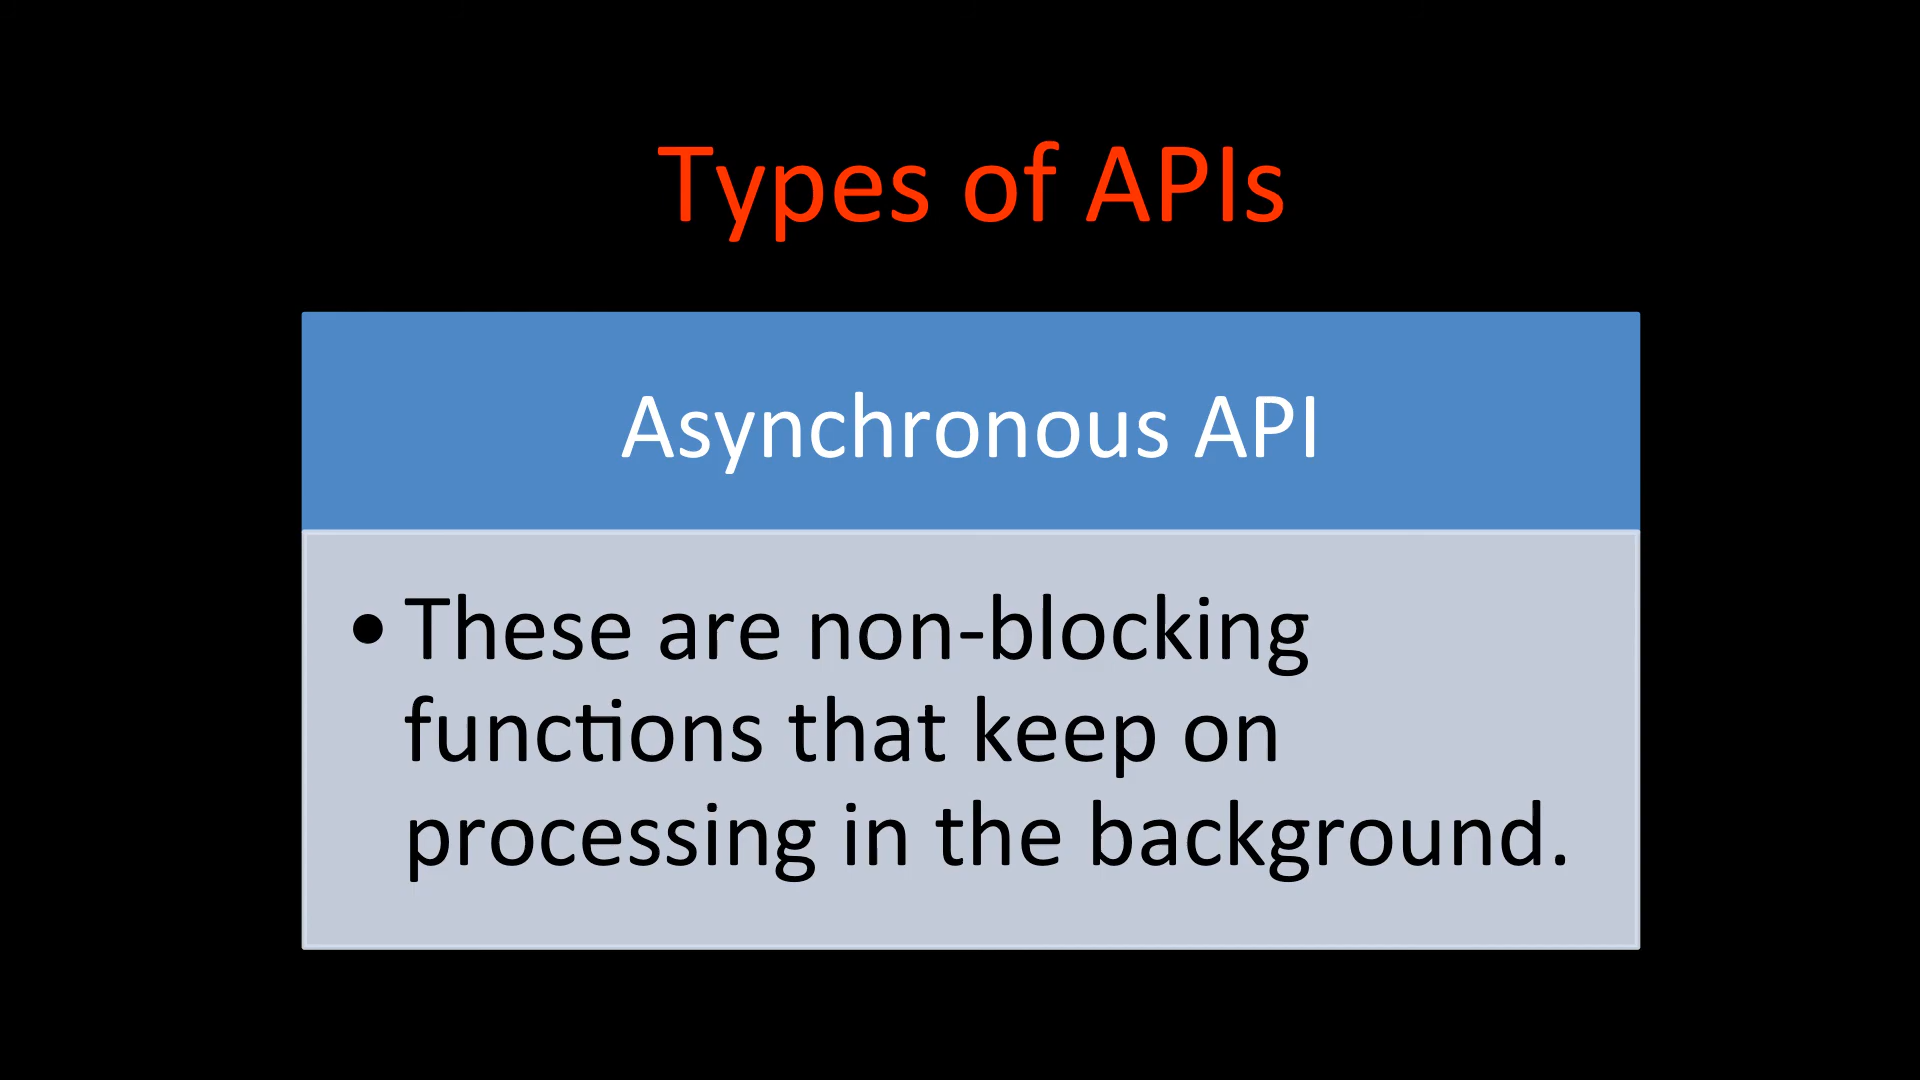 Types of APIs
Asynchronous API
• These are non-blocking
functions that keep on
processing in the background.